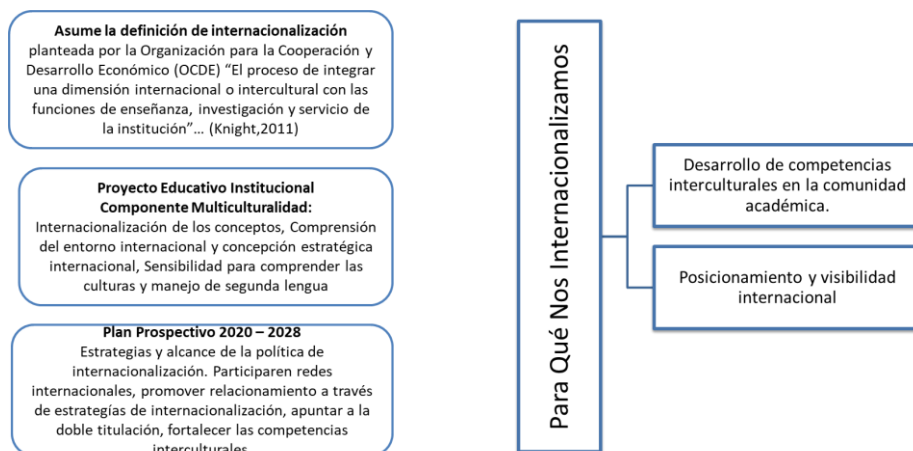 Asume la definición de internacionalización
planteada por la Organización para la Cooperación y
Desarrollo Económico (OCDE) “El proceso de integrar
una dimensión internacional o intercultural con las
funciones de enseñanza, investigación y servicio de
la institución”... (Knight,2011)
Proyecto Educativo Institucional
Componente Multiculturalidad:
Internacionalización de los conceptos, Comprensión
del entorno internacional y concepción estratégica
internacional, Sensibilidad para comprender las
culturas y manejo de segunda lengua
Plan Prospectivo 2020 – 2028
Estrategias y alcance de la política de
internacionalización. Participaren redes
internacionales, promover relacionamiento a través
de estrategías de internacionalización, apuntar a la
doble titulación, fortalecer las competencias
interculturales
Para Qué Nos Internacionalizamos
Desarrollo de competencias
interculturales en la comunidad
académica.
Posicionamiento y visibilidad
internacional